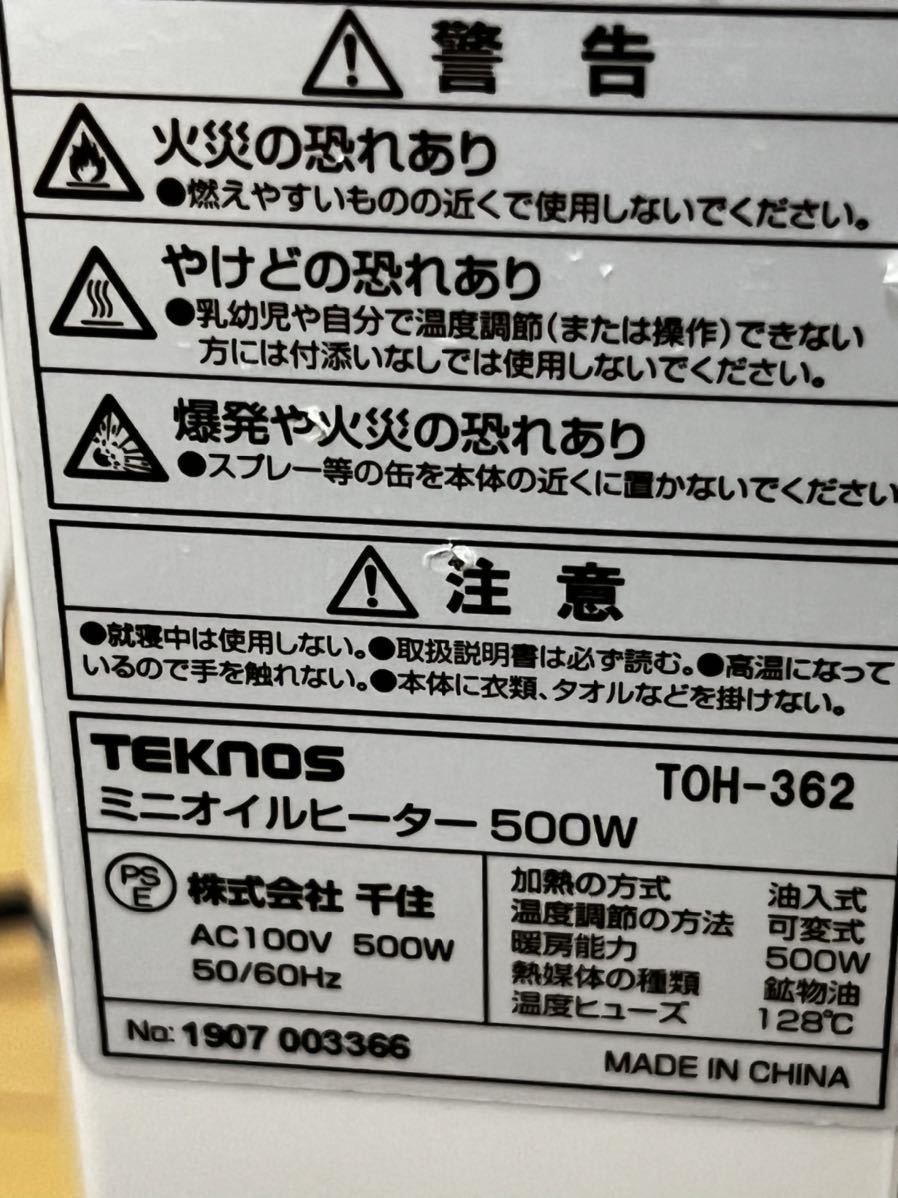 警告
火災の恐れあり
●燃えやすいものの近くで使用しないでください。
やけどの恐れあり
●乳幼児や自分で温度調節(または操作)できない
方には付添いなしでは使用しないでください。
爆発や火災の恐れあり
●スプレー等の缶を本体の近くに置かないでください
注意
●就寝中は使用しない。●取扱説明書は必ず読む。●高温になって
いるので手を触れない。●本体に衣類、タオルなどを掛けない。
TEKNOS TOH-362
ミニオイルヒーター 500W
PSE 株式会社 千住
AC100V 500W
50/60Hz
加熱の方式 油入式
温度調節の方法 可変式
暖房能力 500W
熱媒体の種類 鉱物油
温度ヒューズ 128℃
No: 1907 003366
MADE IN CHINA